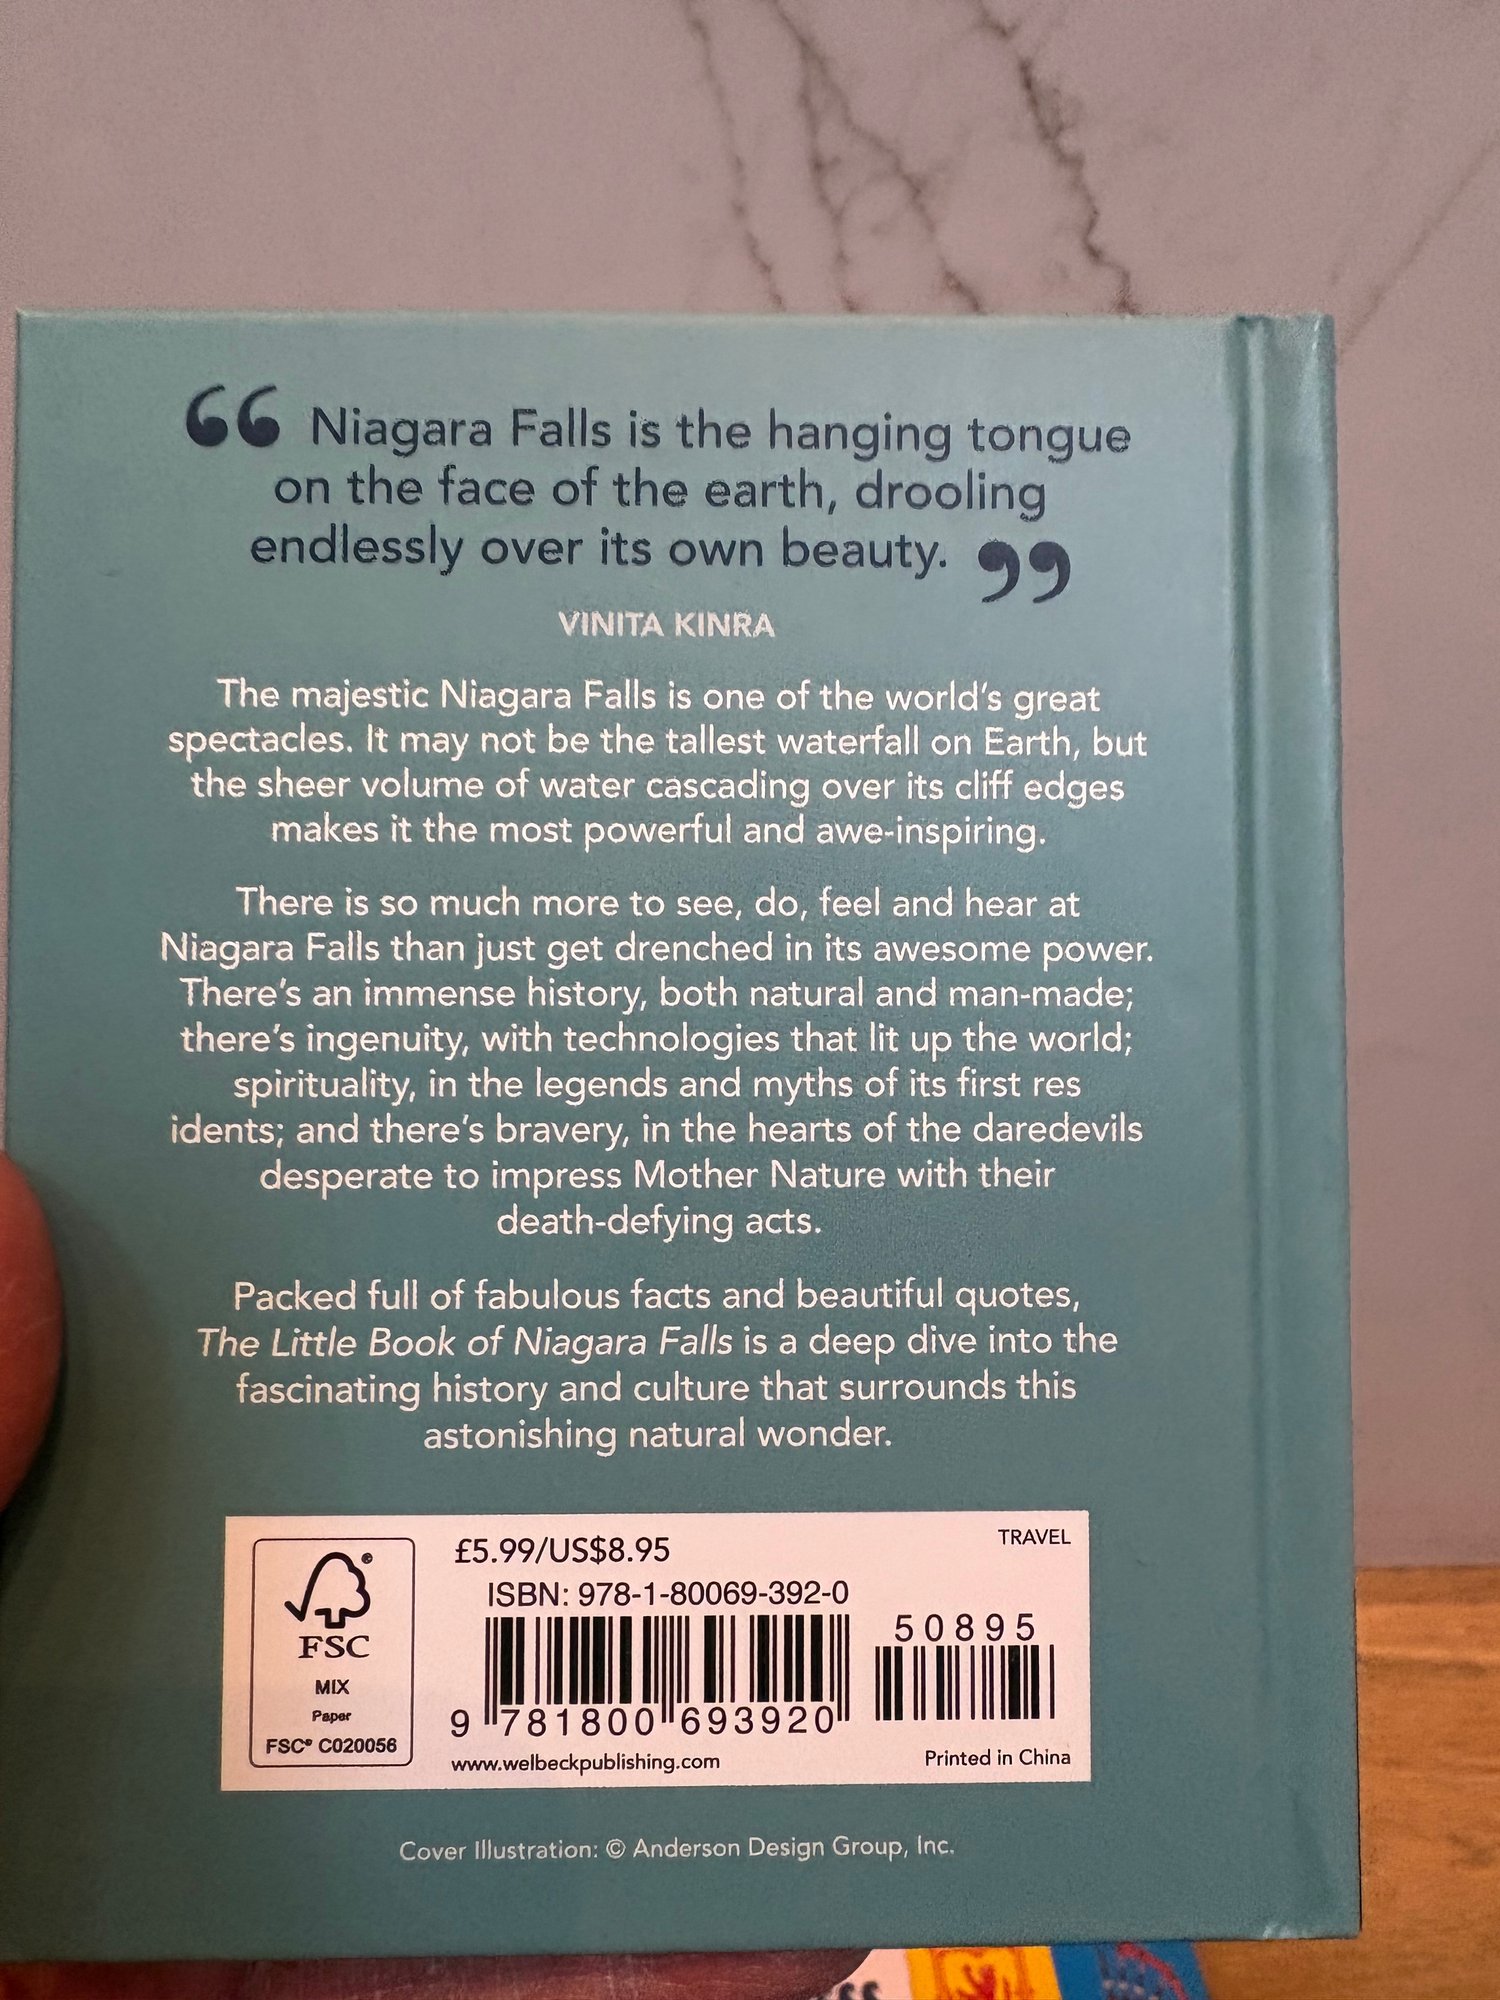 “ Niagara Falls is the hanging tongue
on the face of the earth, drooling
endlessly over its own beauty. ”
VINITA KINRA
The majestic Niagara Falls is one of the world's great
spectacles. It may not be the tallest waterfall on Earth, but
the sheer volume of water cascading over its cliff edges
makes it the most powerful and awe-inspiring.
There is so much more to see, do, feel and hear at
Niagara Falls than just get drenched in its awesome power.
There's an immense history, both natural and man-made;
there's ingenuity, with technologies that lit up the world;
spirituality, in the legends and myths of its first res
idents; and there's bravery, in the hearts of the daredevils
desperate to impress Mother Nature with their
death-defying acts.
Packed full of fabulous facts and beautiful quotes,
The Little Book of Niagara Falls is a deep dive into the
fascinating history and culture that surrounds this
astonishing natural wonder.
£5.99/US$8.95
TRAVEL
ISBN: 978-1-80069-392-0
50895
9 781800 693920
www.welbeckpublishing.com
Printed in China
®
FSC
MIX
Paper
FSC® C020056
Cover Illustration: © Anderson Design Group, Inc.